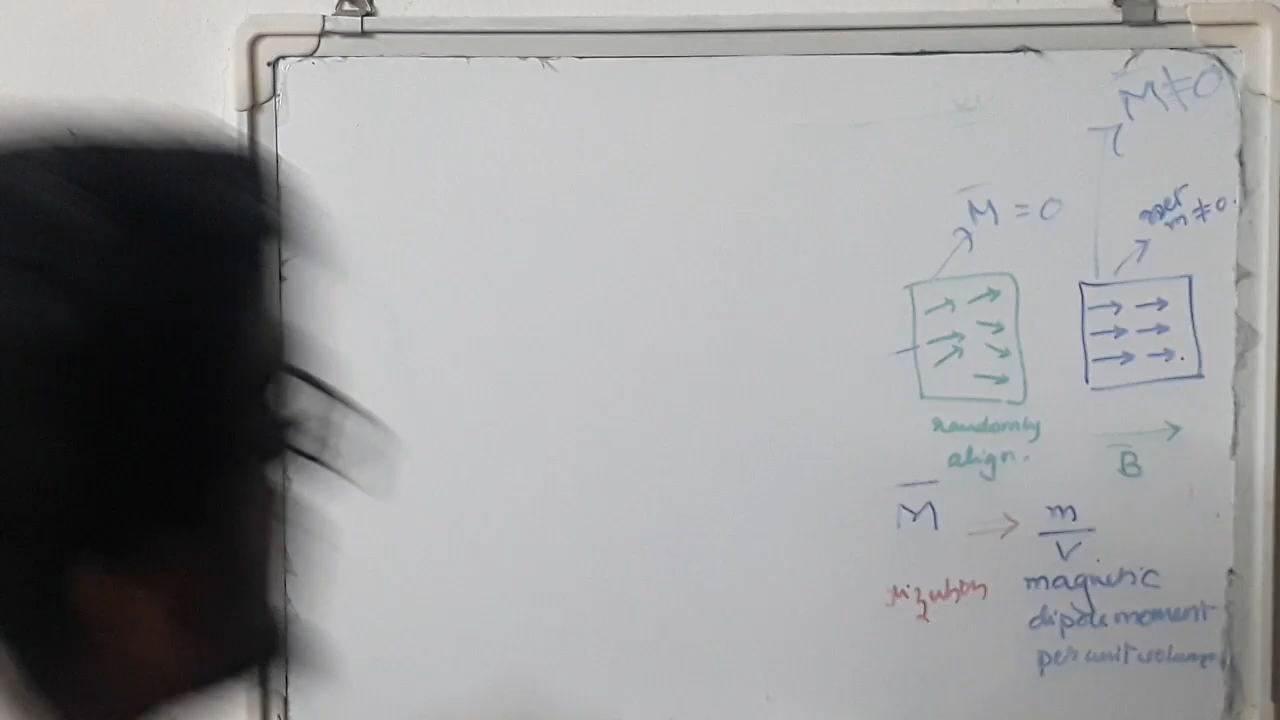 M̅ ≠ 0
M̅ = 0
m ≠ 0.
randomly
align.
B̅
M̅ ⇒ m/V
magnetic
dipole moment
per unit volume